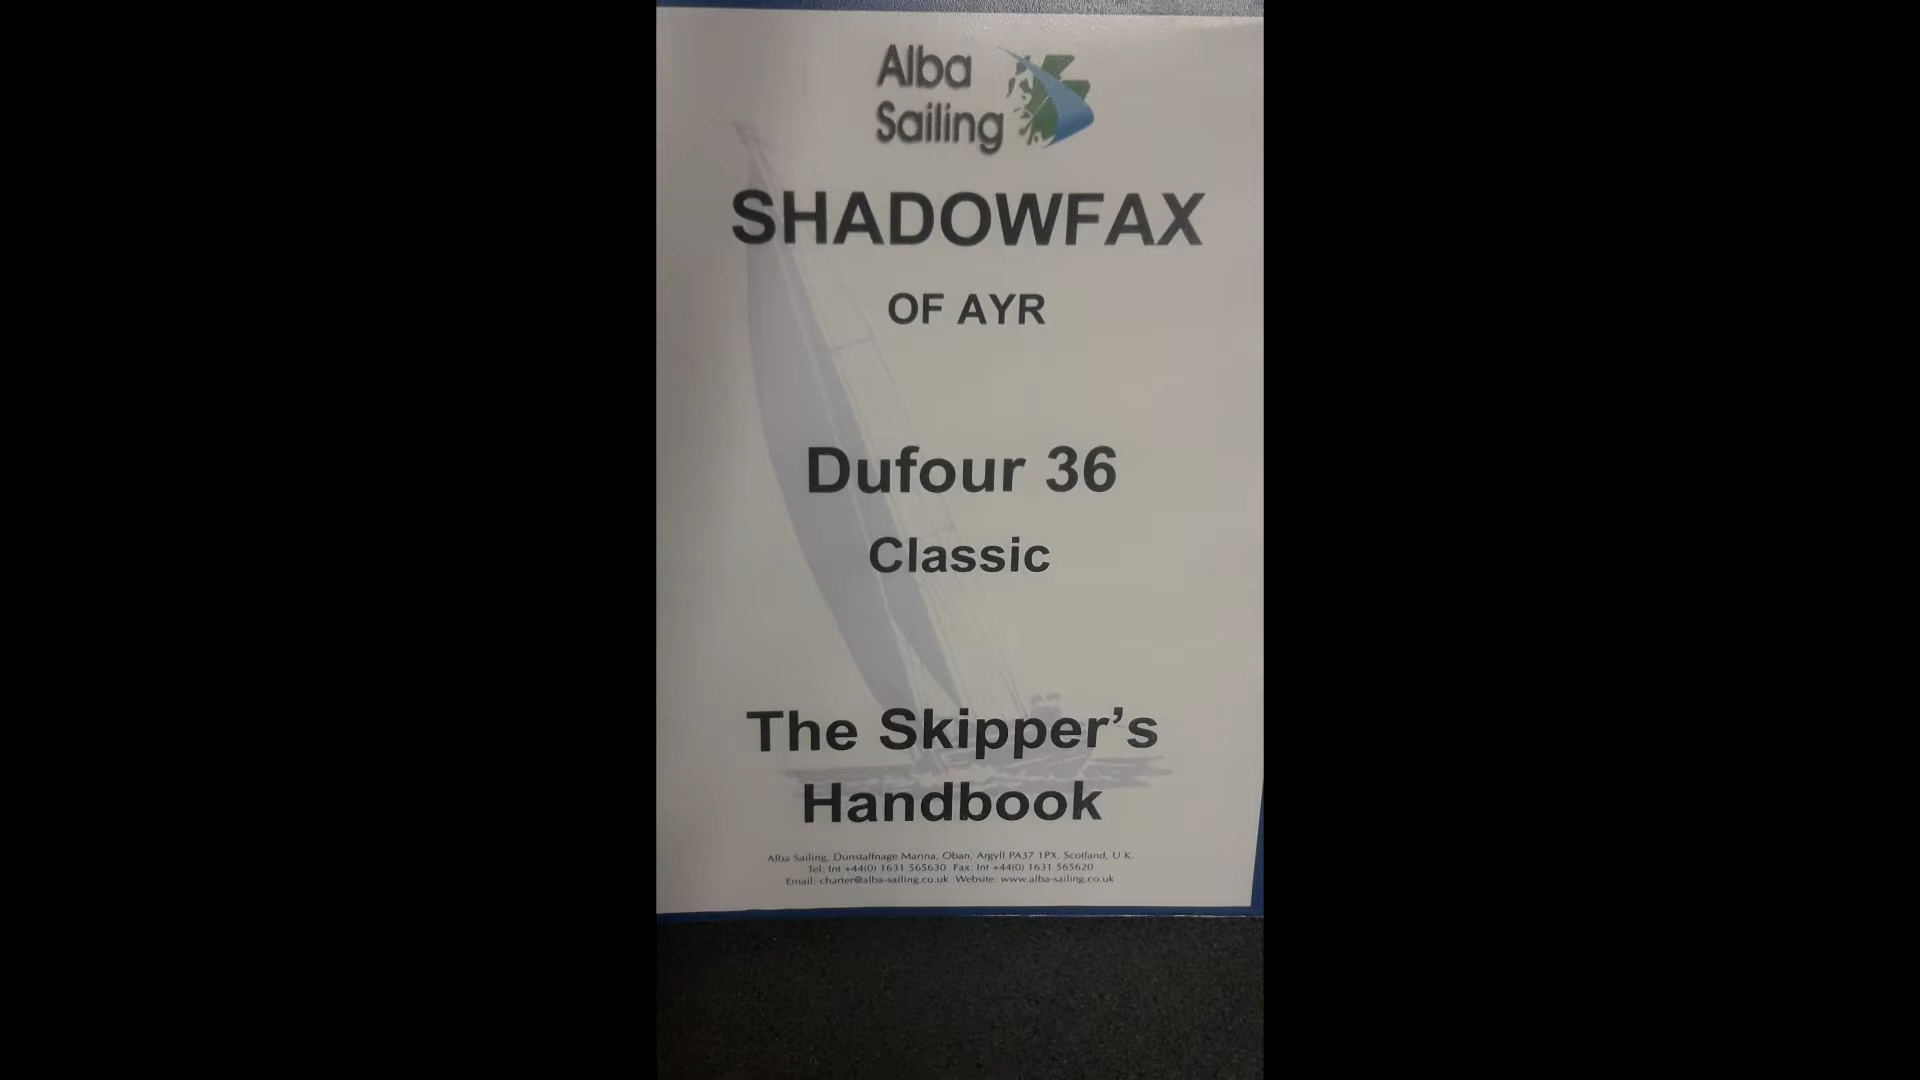 Alba
Sailing
SHADOWFAX
OF AYR
Dufour 36
Classic
The Skipper’s
Handbook
Alba Sailing, Dunstaffnage Marina, Oban, Argyll PA37 1PX, Scotland, U K.
Tel: Int +44(0) 1631 565630 Fax: Int +44(0) 1631 565620
Email: charter@alba-sailing.co.uk Website: www.alba-sailing.co.uk